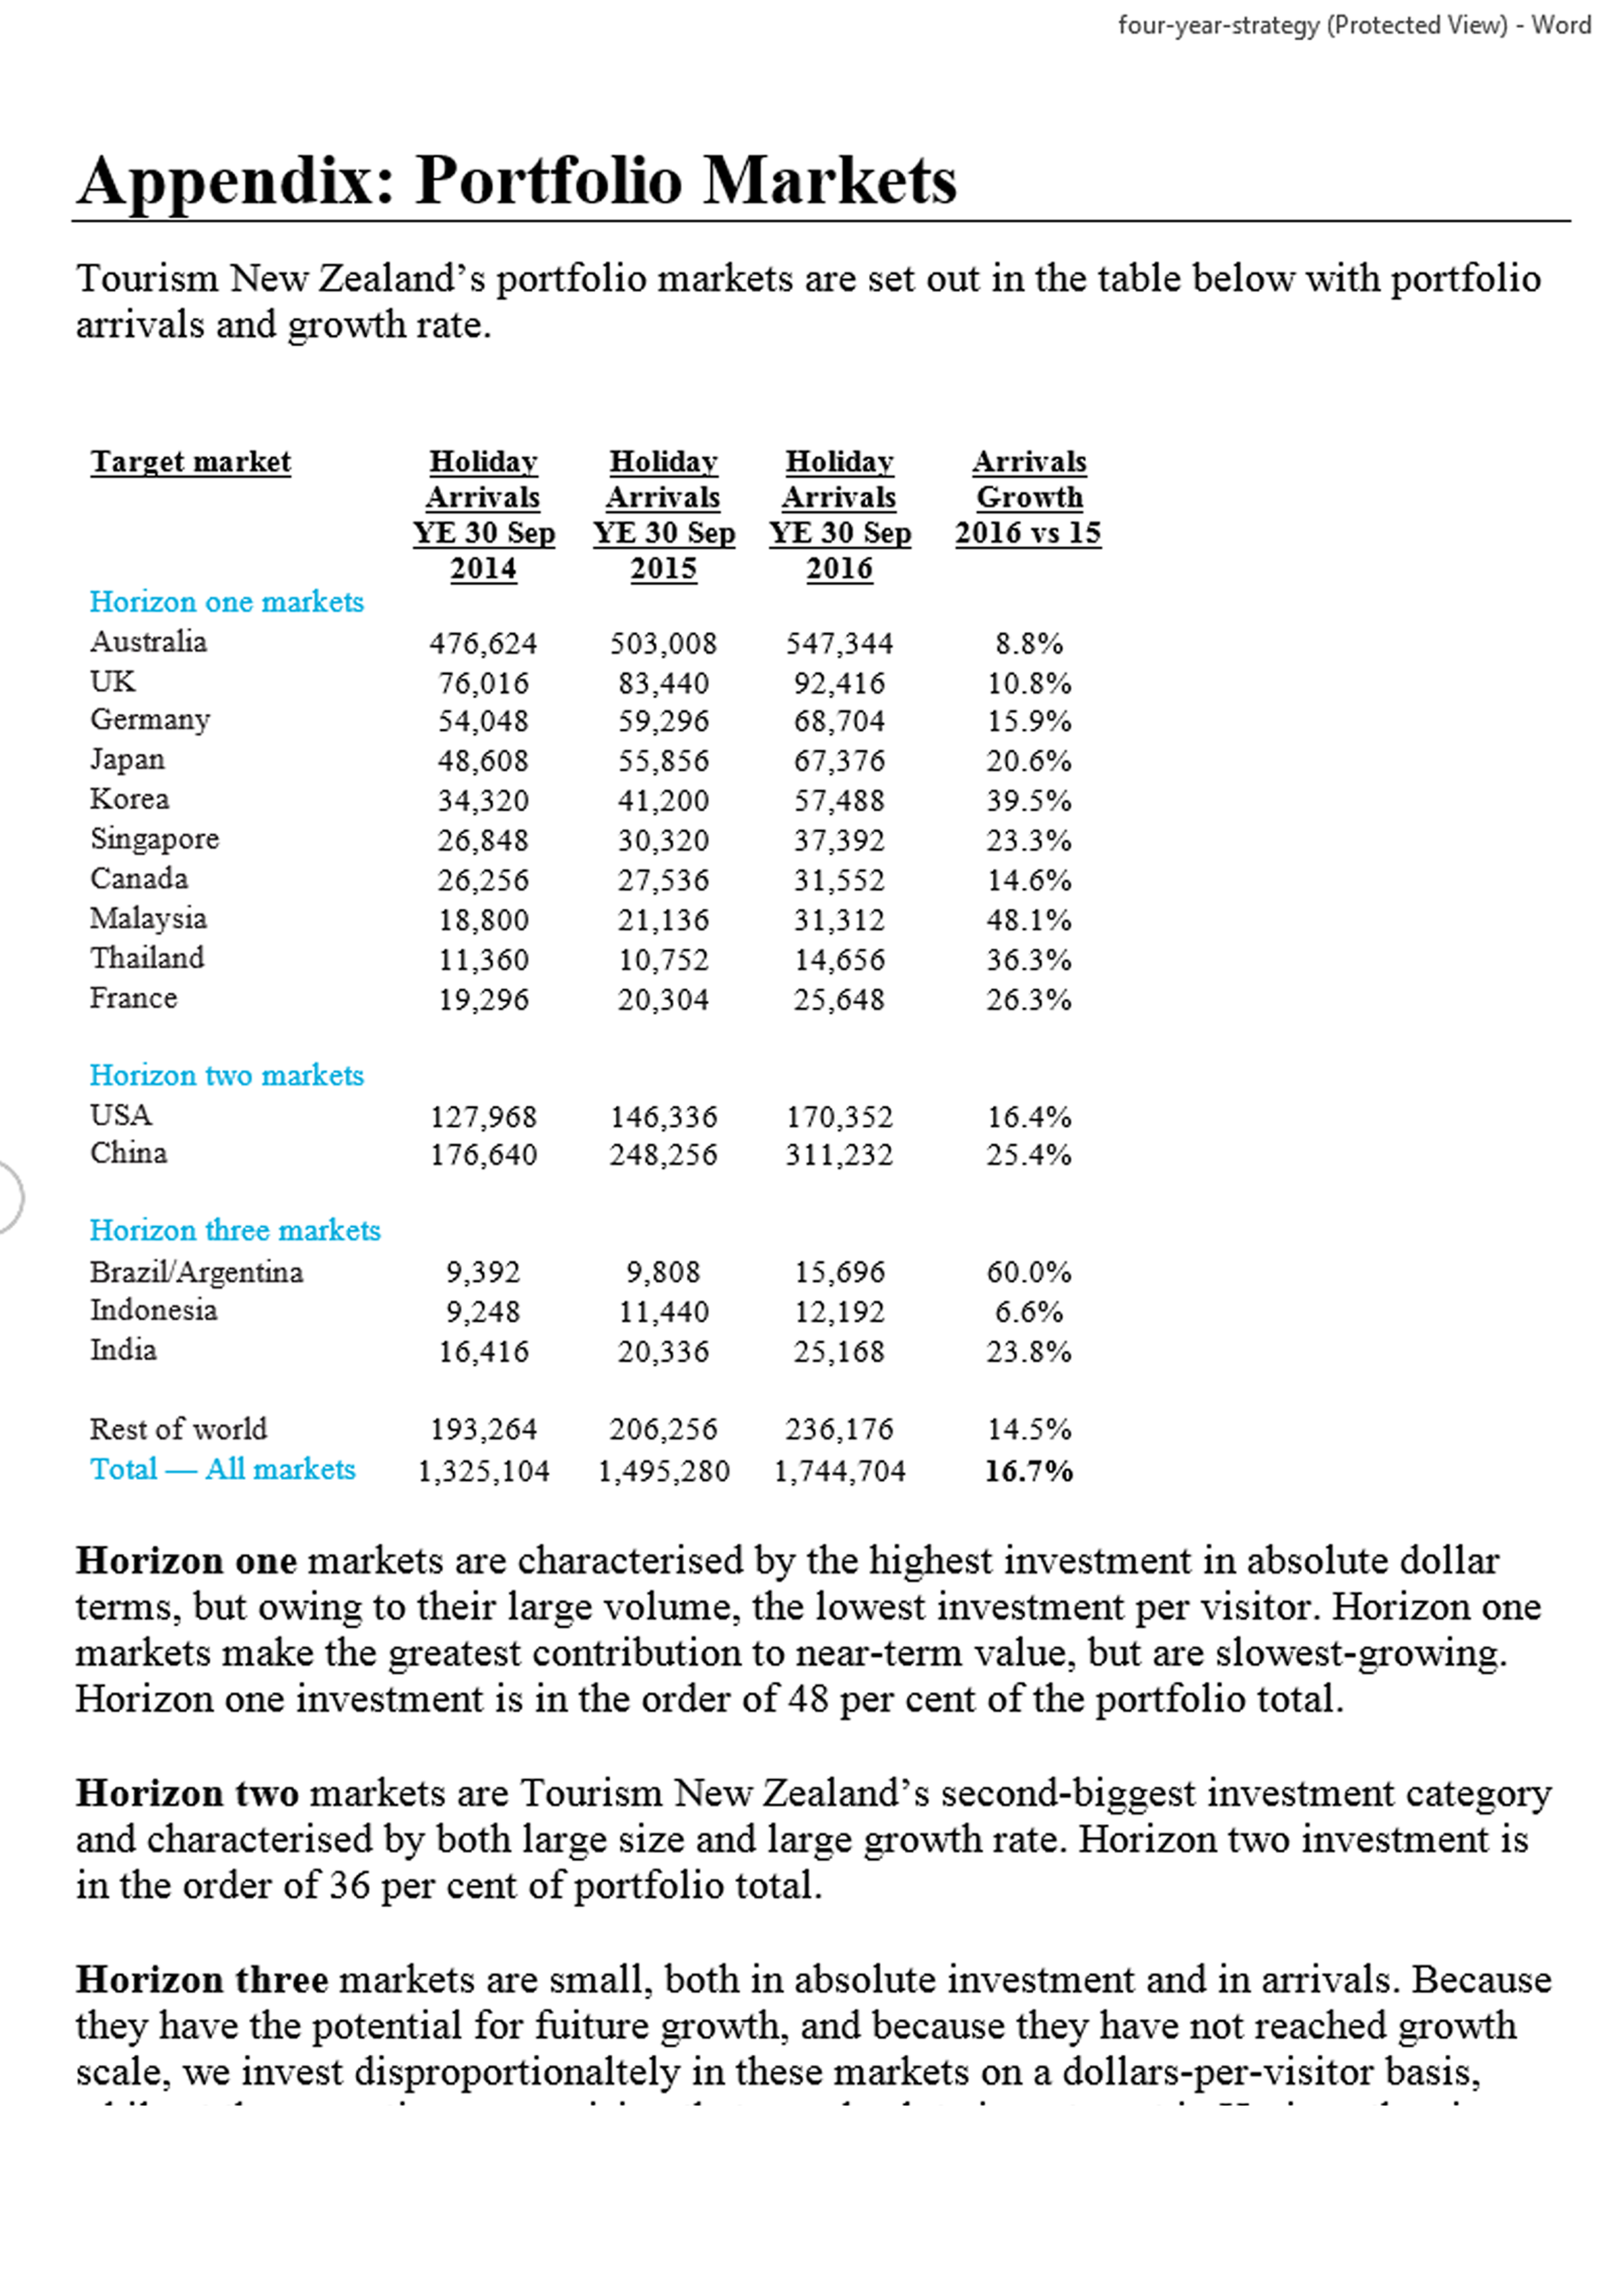 four-year-strategy (Protected View) - Word
Appendix: Portfolio Markets
Tourism New Zealand’s portfolio markets are set out in the table below with portfolio
arrivals and growth rate.
Target market Holiday Holiday Holiday Arrivals
Arrivals Arrivals Arrivals Growth
YE 30 Sep YE 30 Sep YE 30 Sep 2016 vs 15
2014 2015 2016
Horizon one markets
Australia 476,624 503,008 547,344 8.8%
UK 76,016 83,440 92,416 10.8%
Germany 54,048 59,296 68,704 15.9%
Japan 48,608 55,856 67,376 20.6%
Korea 34,320 41,200 57,488 39.5%
Singapore 26,848 30,320 37,392 23.3%
Canada 26,256 27,536 31,552 14.6%
Malaysia 18,800 21,136 31,312 48.1%
Thailand 11,360 10,752 14,656 36.3%
France 19,296 20,304 25,648 26.3%
Horizon two markets
USA 127,968 146,336 170,352 16.4%
China 176,640 248,256 311,232 25.4%
Horizon three markets
Brazil/Argentina 9,392 9,808 15,696 60.0%
Indonesia 9,248 11,440 12,192 6.6%
India 16,416 20,336 25,168 23.8%
Rest of world 193,264 206,256 236,176 14.5%
Total — All markets 1,325,104 1,495,280 1,744,704 16.7%
Horizon one markets are characterised by the highest investment in absolute dollar
terms, but owing to their large volume, the lowest investment per visitor. Horizon one
markets make the greatest contribution to near-term value, but are slowest-growing.
Horizon one investment is in the order of 48 per cent of the portfolio total.
Horizon two markets are Tourism New Zealand’s second-biggest investment category
and characterised by both large size and large growth rate. Horizon two investment is
in the order of 36 per cent of portfolio total.
Horizon three markets are small, both in absolute investment and in arrivals. Because
they have the potential for fuiture growth, and because they have not reached growth
scale, we invest disproportionaltely in these markets on a dollars-per-visitor basis,